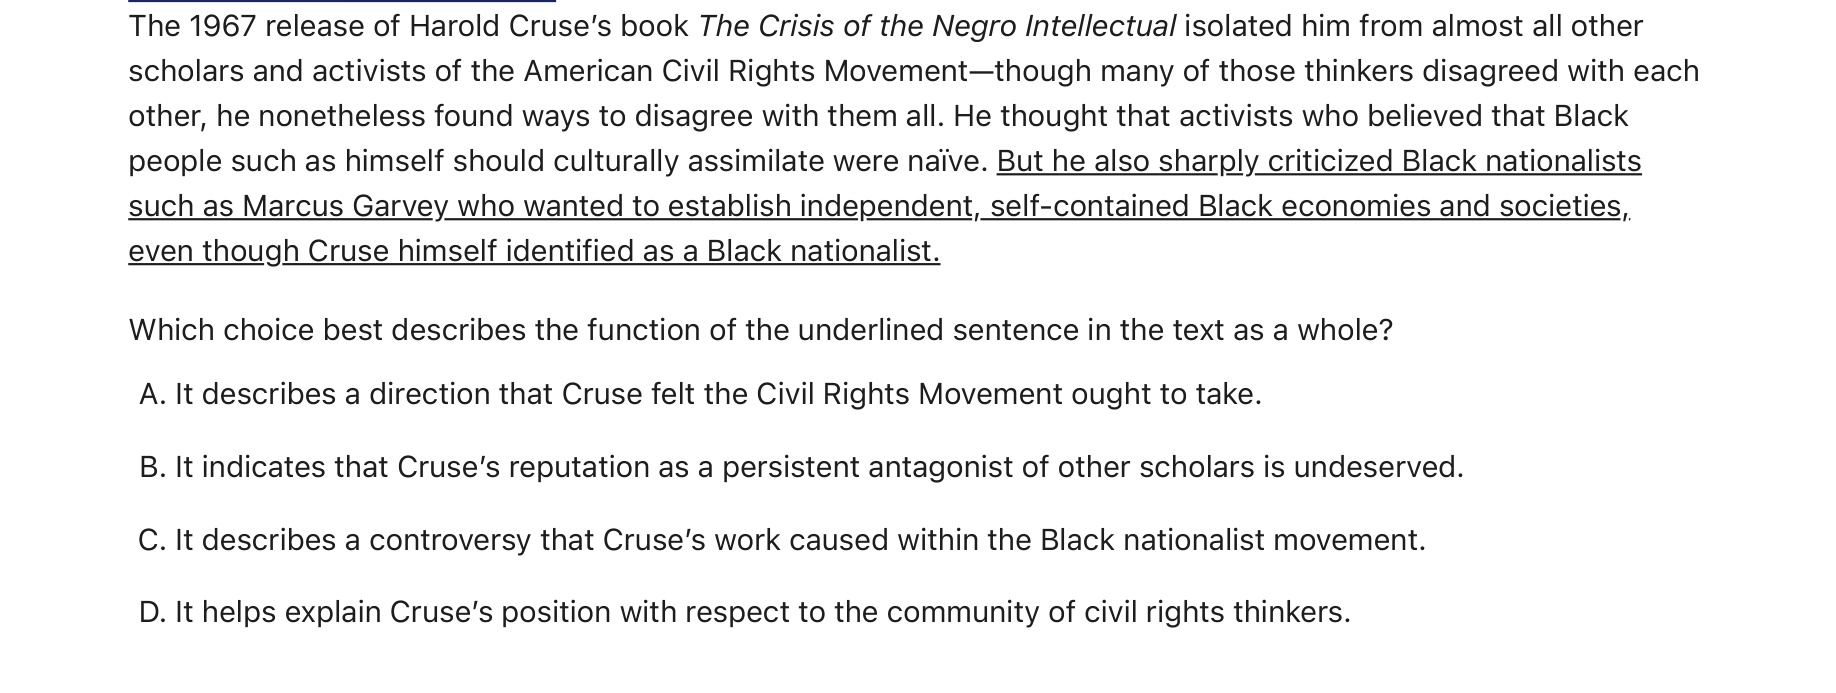 The 1967 release of Harold Cruse’s book The Crisis of the Negro Intellectual isolated him from almost all other
scholars and activists of the American Civil Rights Movement—though many of those thinkers disagreed with each
other, he nonetheless found ways to disagree with them all. He thought that activists who believed that Black
people such as himself should culturally assimilate were naïve. But he also sharply criticized Black nationalists
such as Marcus Garvey who wanted to establish independent, self-contained Black economies and societies,
even though Cruse himself identified as a Black nationalist.
Which choice best describes the function of the underlined sentence in the text as a whole?
A. It describes a direction that Cruse felt the Civil Rights Movement ought to take.
B. It indicates that Cruse’s reputation as a persistent antagonist of other scholars is undeserved.
C. It describes a controversy that Cruse’s work caused within the Black nationalist movement.
D. It helps explain Cruse’s position with respect to the community of civil rights thinkers.